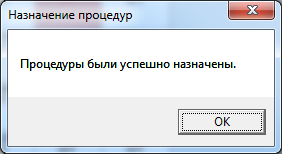 Назначение процедур
Процедуры были успешно назначены.
OK